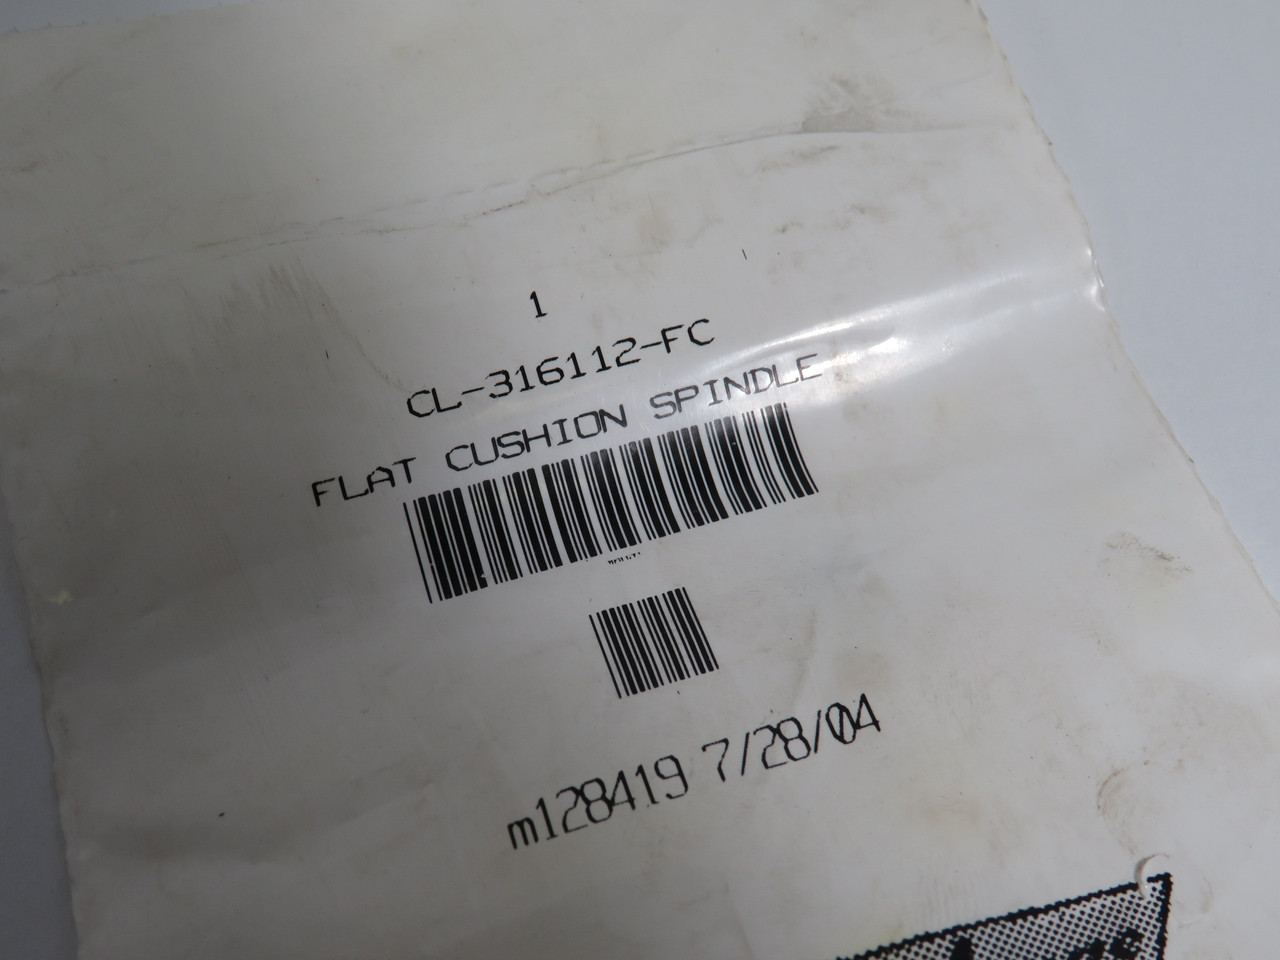 1
CL-316112-FC
FLAT CUSHION SPINDLE
m128419 7/28/04